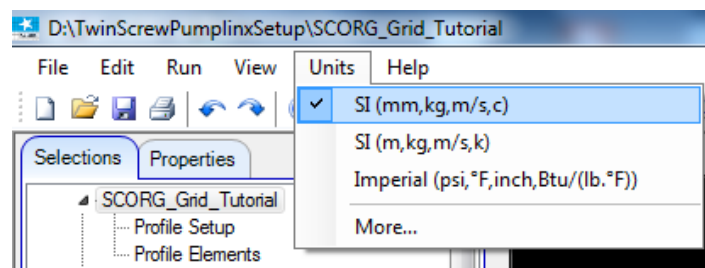 D:\TwinScrewPumplinxSetup\SCORG_Grid_Tutorial
File Edit Run View Units Help
SI (mm,kg,m/s,c)
SI (m,kg,m/s,k)
Imperial (psi,°F,inch,Btu/(lb.°F))
More...
Selections Properties
SCORG_Grid_Tutorial
Profile Setup
Profile Elements